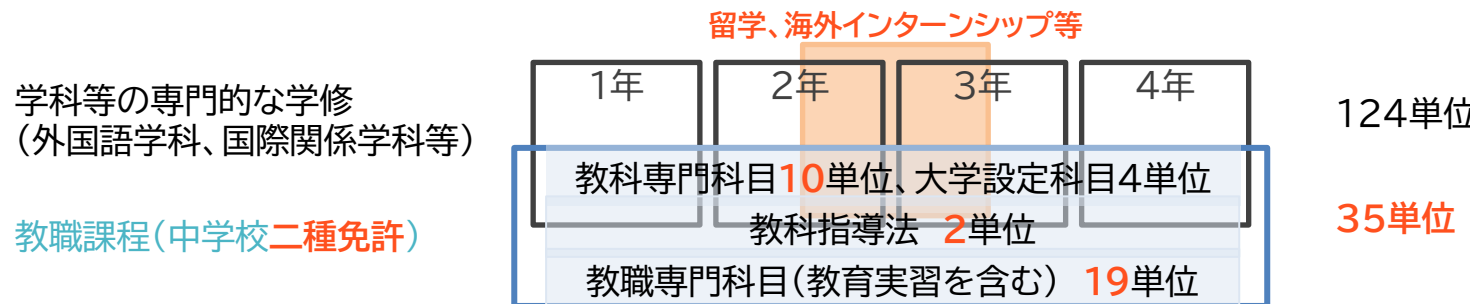 留学、海外インターンシップ等
1年
2年
3年
4年
学科等の専門的な学修
(外国語学科、国際関係学科等)
124単位
教科専門科目10単位、大学設定科目4単位
教科指導法 2単位
教職専門科目(教育実習を含む) 19単位
教職課程(中学校二種免許)
35単位